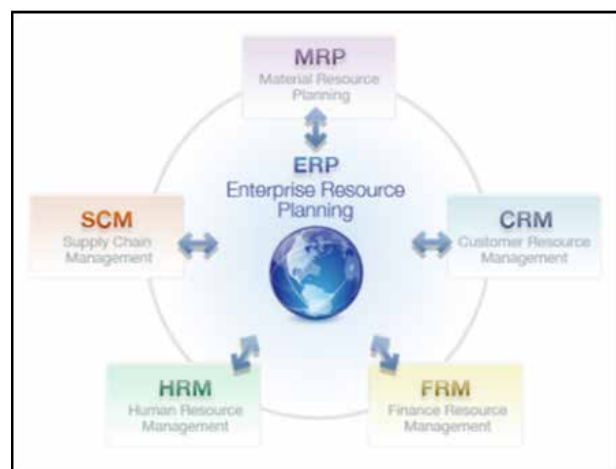 MRP
Material Resource
Planning
ERP
Enterprise Resource
Planning
SCM
Supply Chain
Management
CRM
Customer Resource
Management
HRM
Human Resource
Management
FRM
Finance Resource
Management